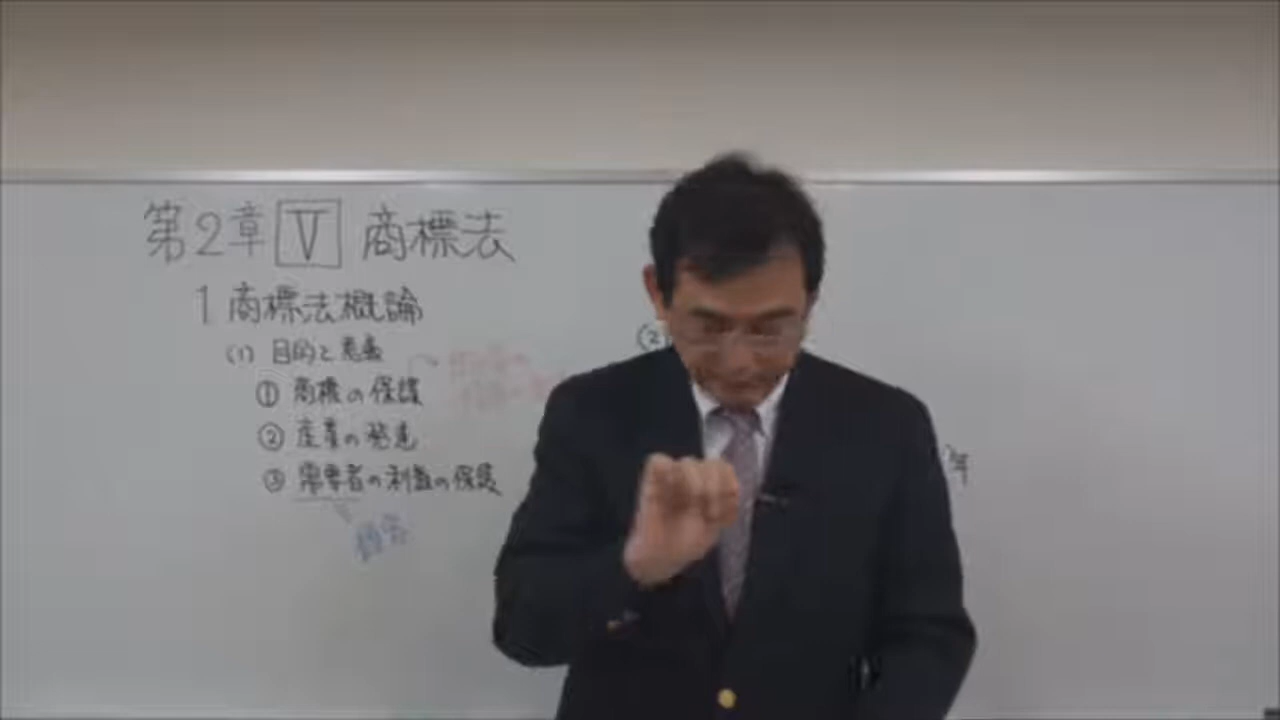 第2章 V 商標法
1 商標法概論
(1) 目的と意義
① 商標の保護
② 産業の発達
③ 需要者の利益の保護
(2)
年